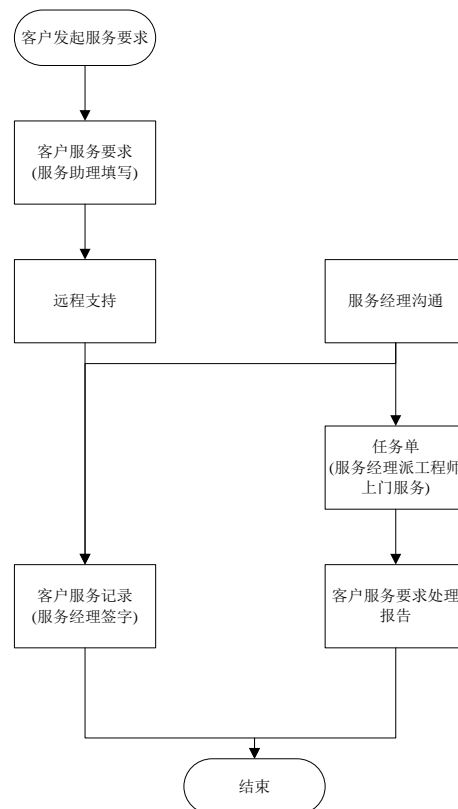 客户发起服务要求
客户服务要求
(服务助理填写)
远程支持
服务经理沟通
任务单
(服务经理派工程师
上门服务)
客户服务记录
(服务经理签字)
客户服务要求处理
报告
结束